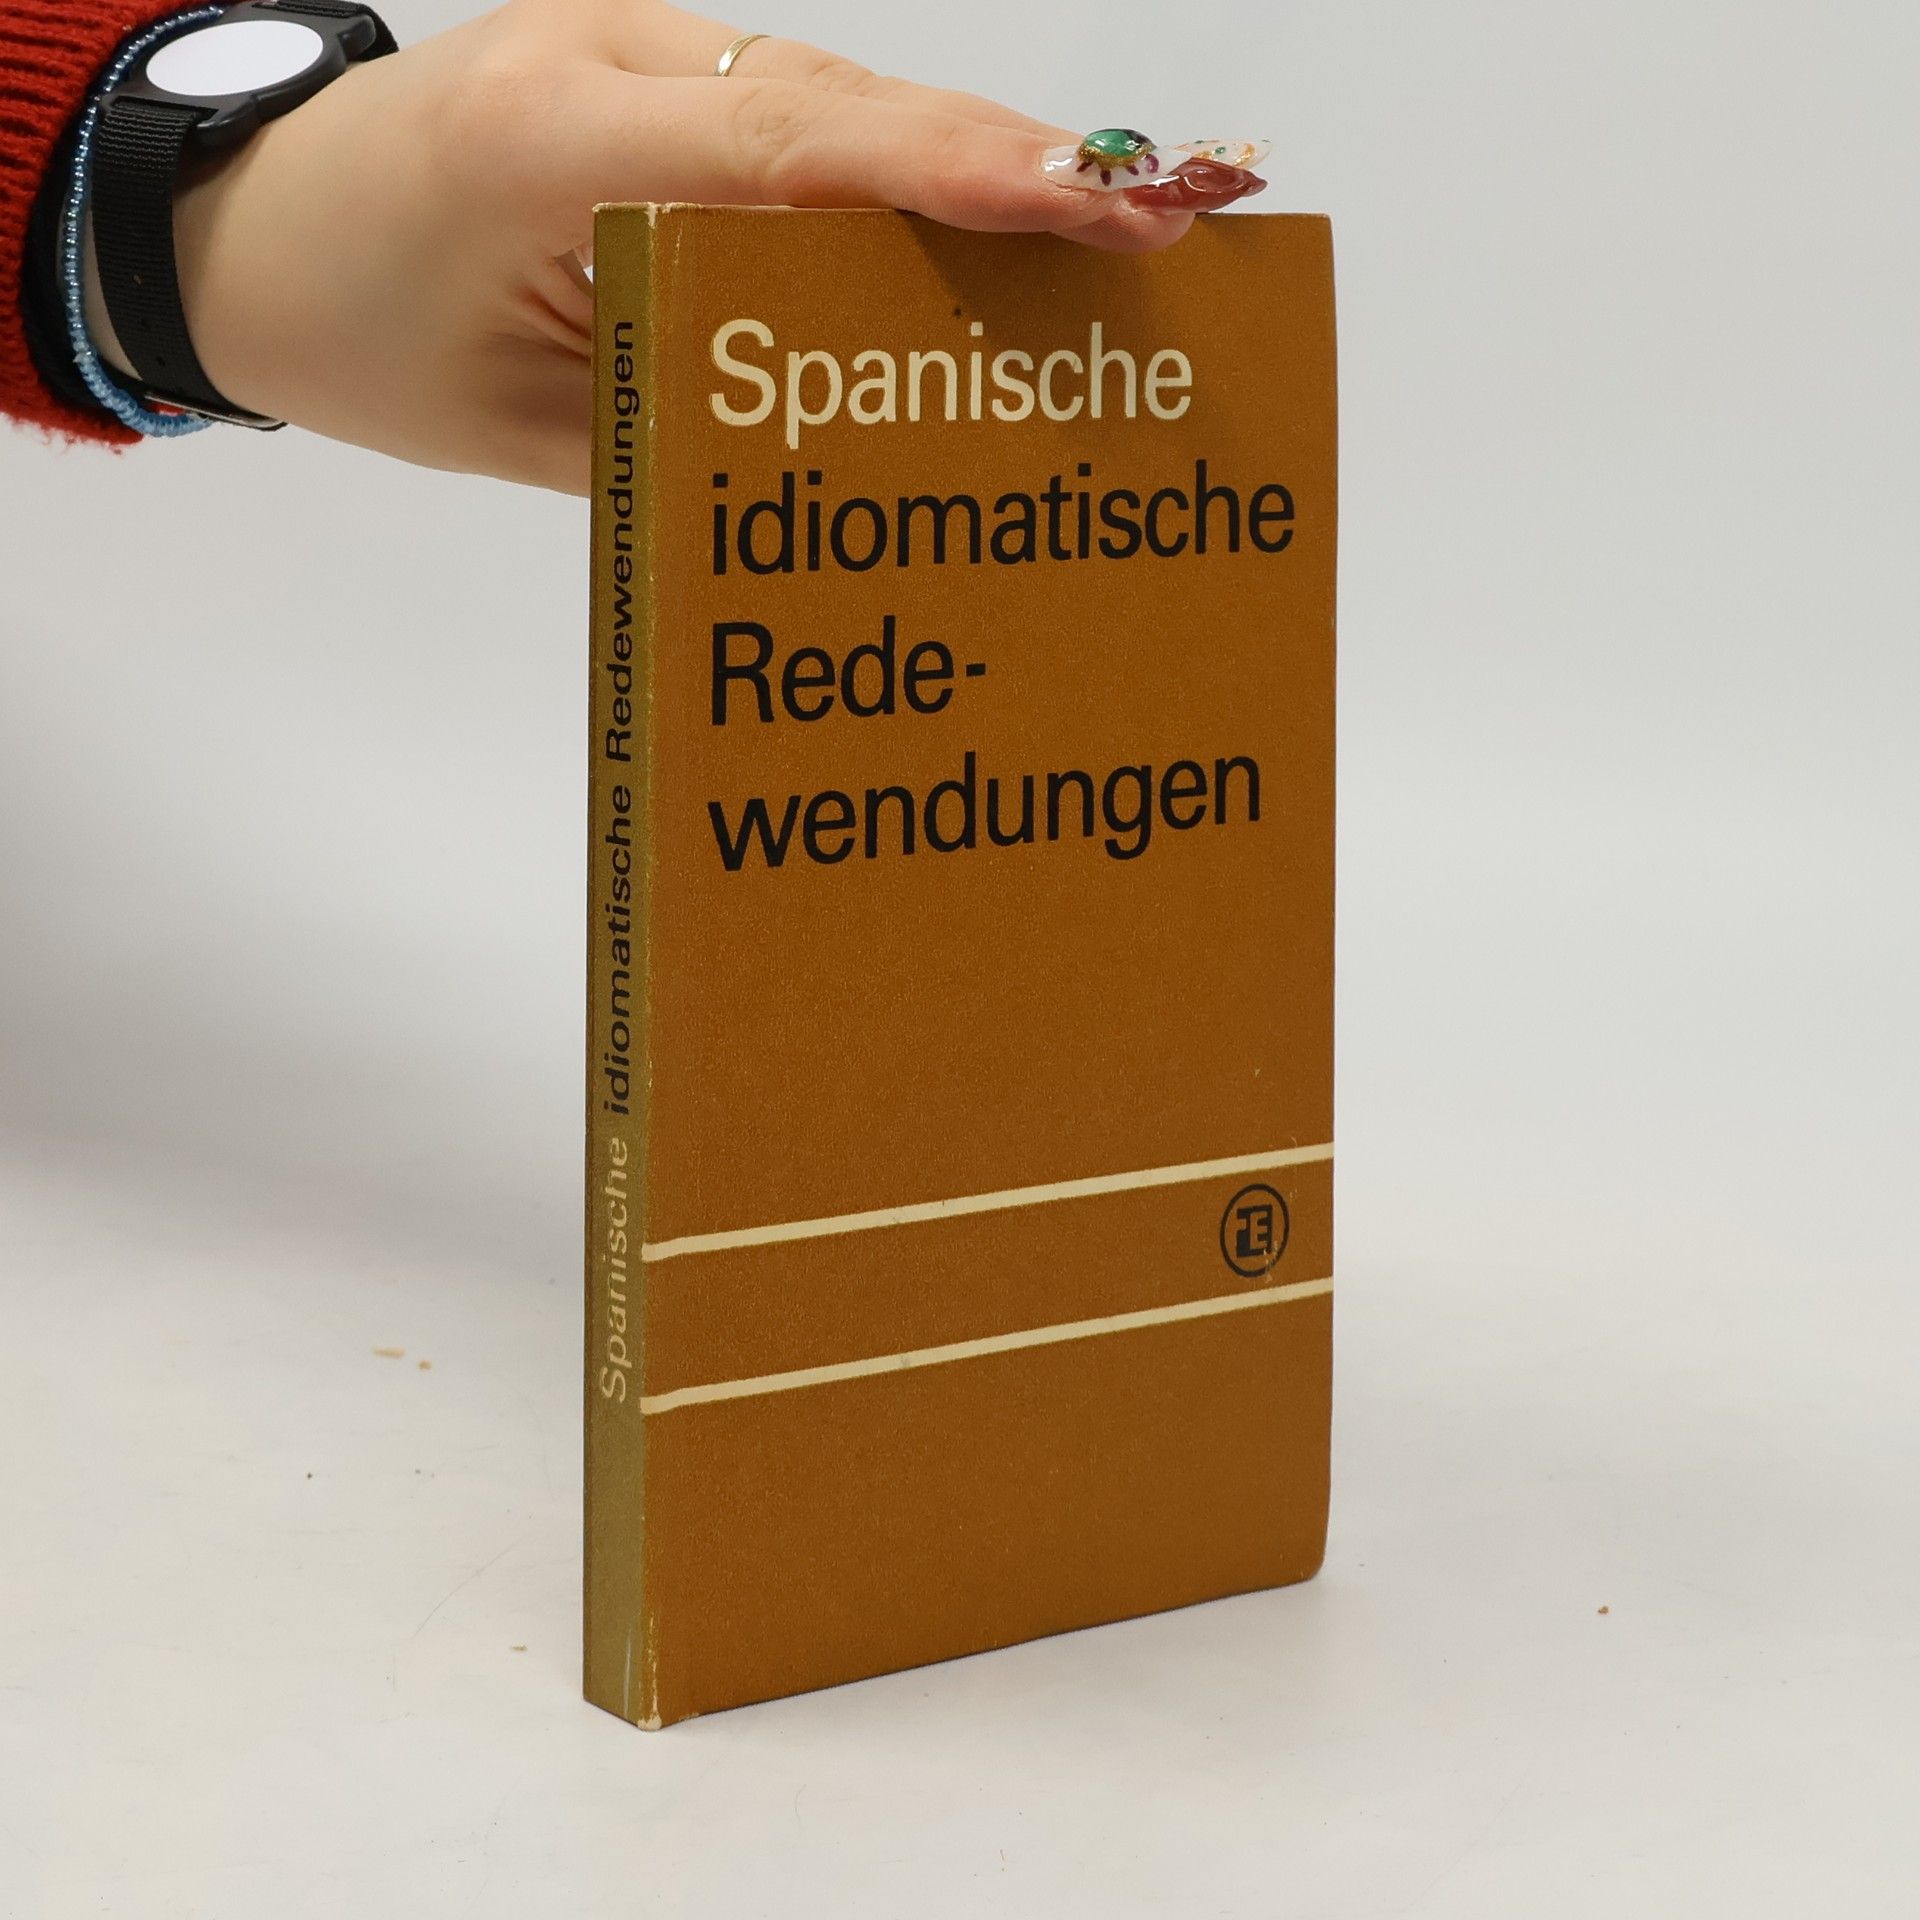 Spanische
idiomatische
Rede-
wendungen
Spanische idiomatische Redewendungen